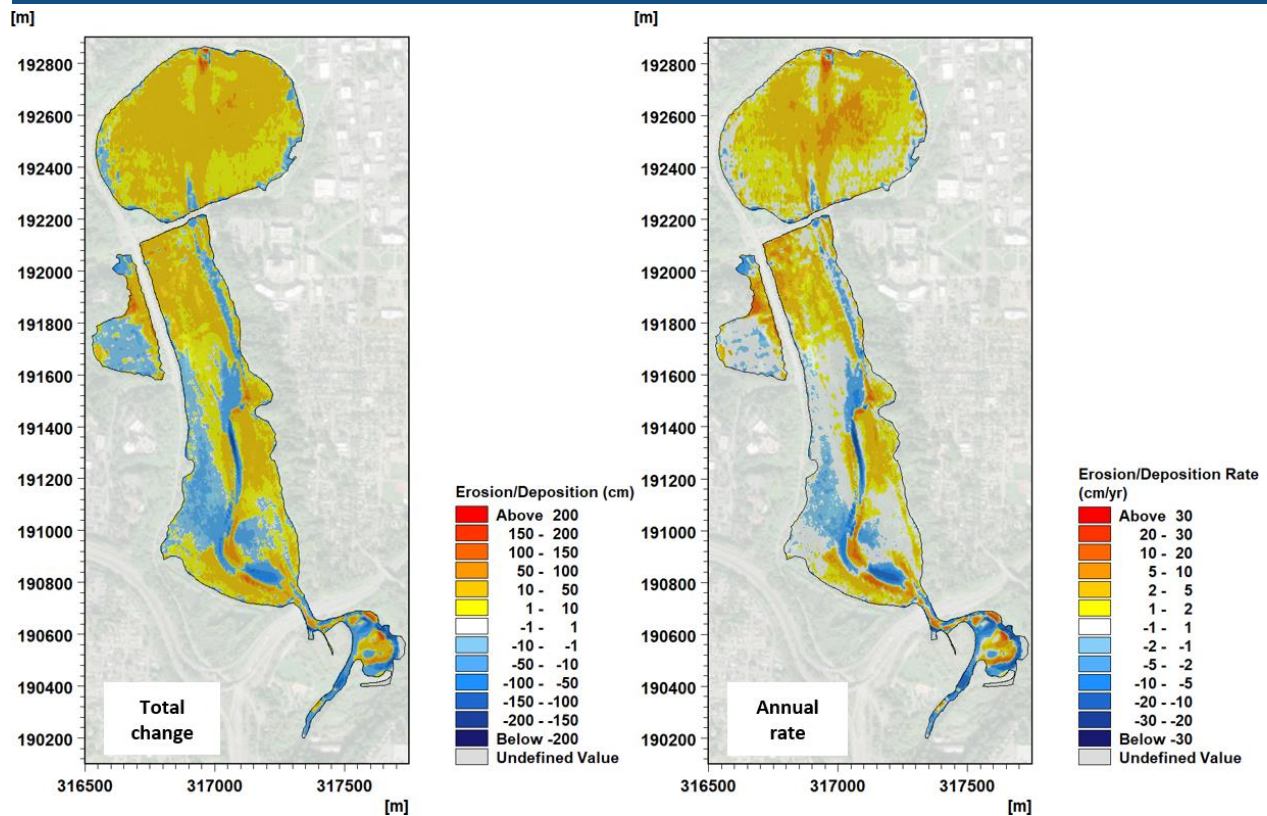 [m]
192800
192600
192400
192200
192000
191800
191600
191400
191200
191000
190800
190600
190400
190200
316500 317000 317500
[m]
Total
change
Erosion/Deposition (cm)
Above 200
150 - 200
100 - 150
50 - 100
10 - 50
1 - 10
-1 - 1
-10 - -1
-50 - -10
-100 - -50
-150 - -100
-200 - -150
Below -200
Undefined Value
[m]
192800
192600
192400
192200
192000
191800
191600
191400
191200
191000
190800
190600
190400
190200
316500 317000 317500
[m]
Annual
rate
Erosion/Deposition Rate
(cm/yr)
Above 30
20 - 30
10 - 20
5 - 10
2 - 5
1 - 2
-1 - 1
-2 - -1
-5 - -2
-10 - -5
-20 - -10
-30 - -20
Below -30
Undefined Value